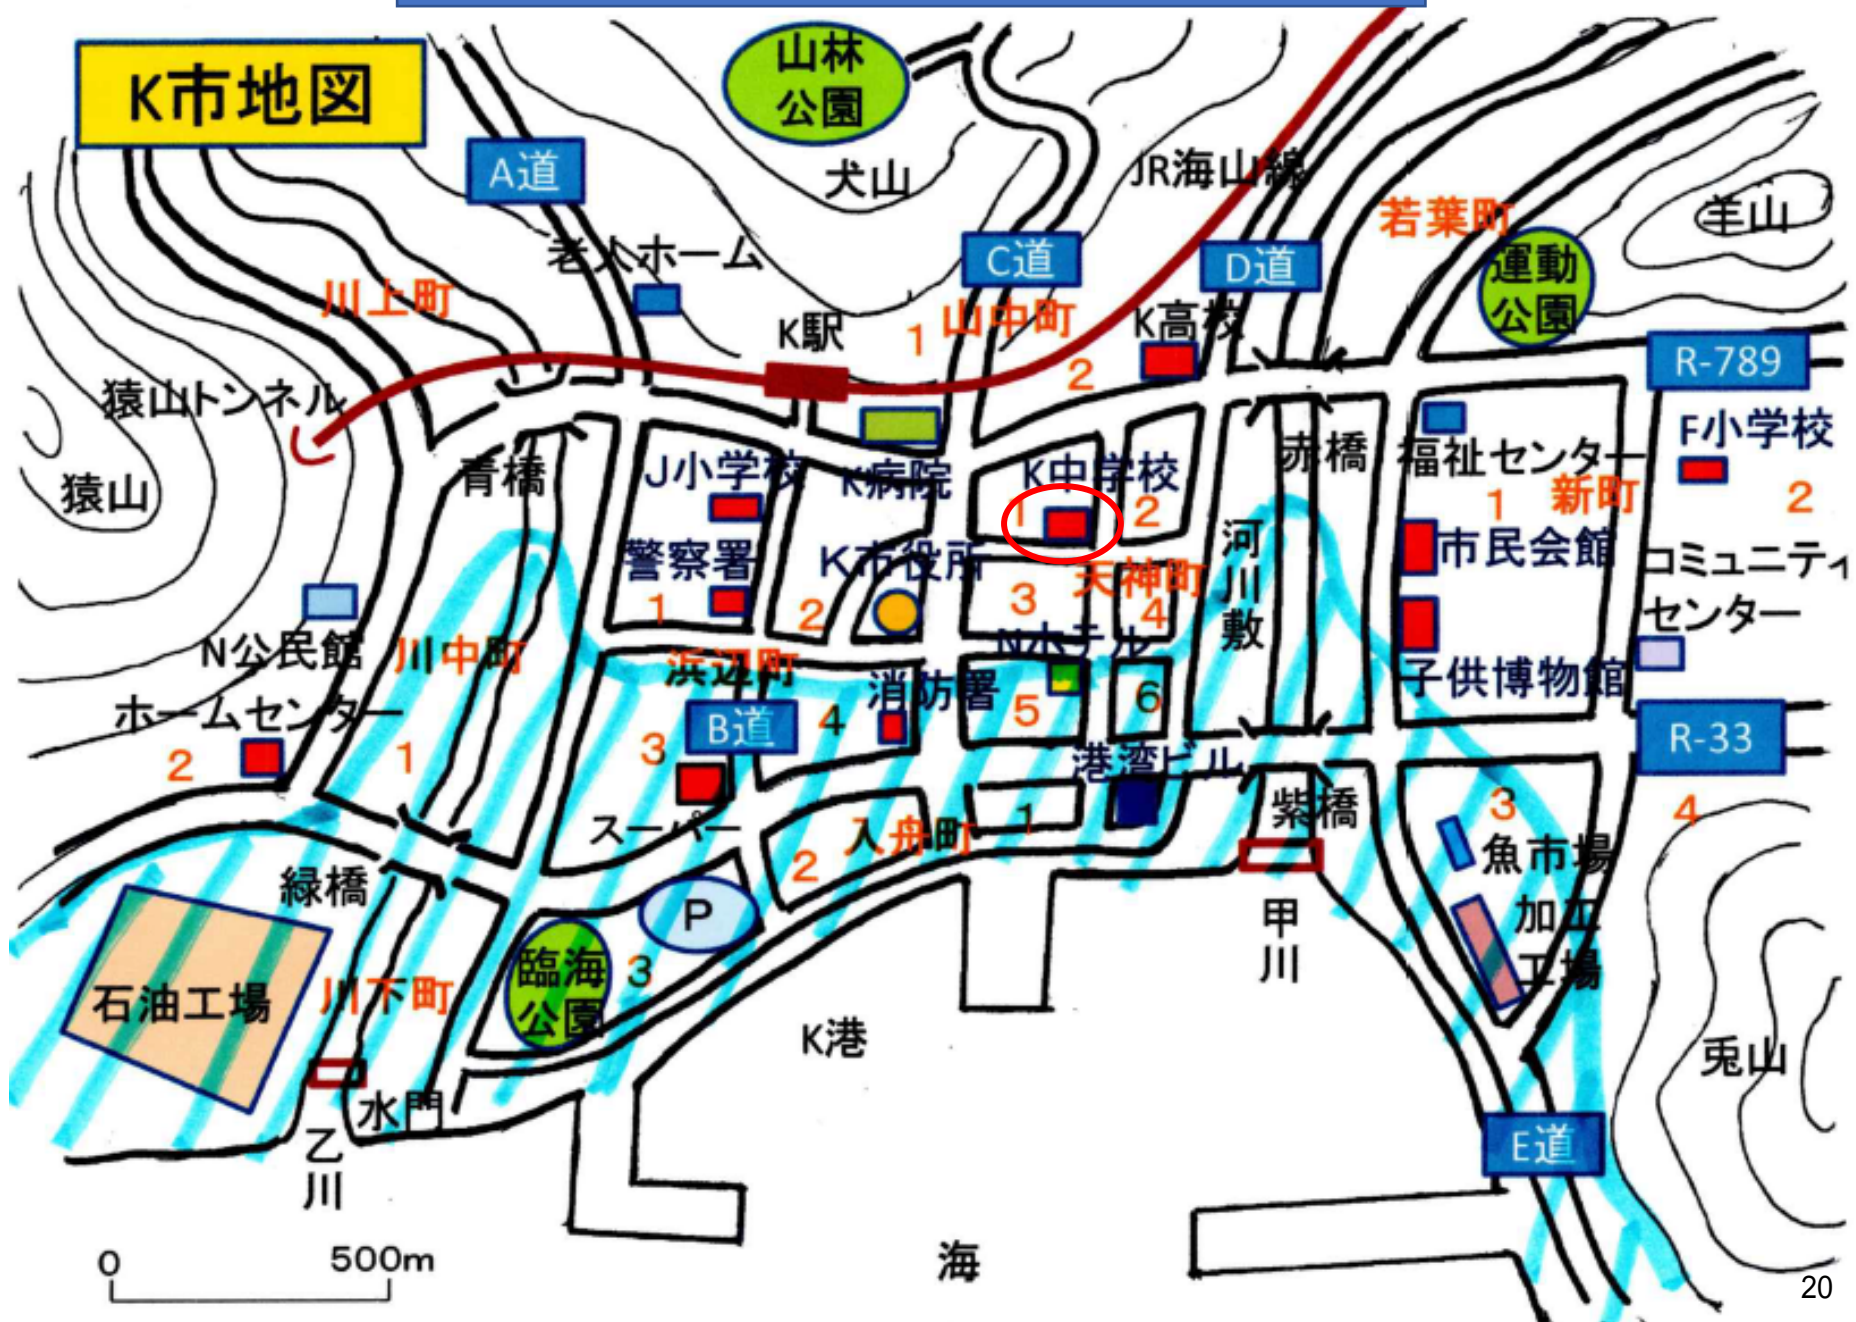 K市地図
山林
公園
A道
犬山
JR海山線
若葉町
羊山
老人ホーム
C道
D道
運動
公園
川上町
K駅
1
山中町
K高校
R-789
2
猿山トンネル
F小学校
青橋
J小学校
K病院
K中学校
赤橋
福祉センター
猿山
1
2
1
新町
2
河川敷
警察署
K市役所
市民会館
コミュニティ
センター
天神町
1
2
3
4
N公民館
川中町
浜辺町
Nホテル
子供博物館
消防署
ホームセンター
B道
4
5
6
R-33
2
1
3
港湾ビル
スーパー
入舟町
1
紫橋
3
4
魚市場
2
緑橋
P
加工
工場
甲川
臨海
公園
3
石油工場
川下町
K港
兎山
水門
乙川
E道
海
0
500m
20